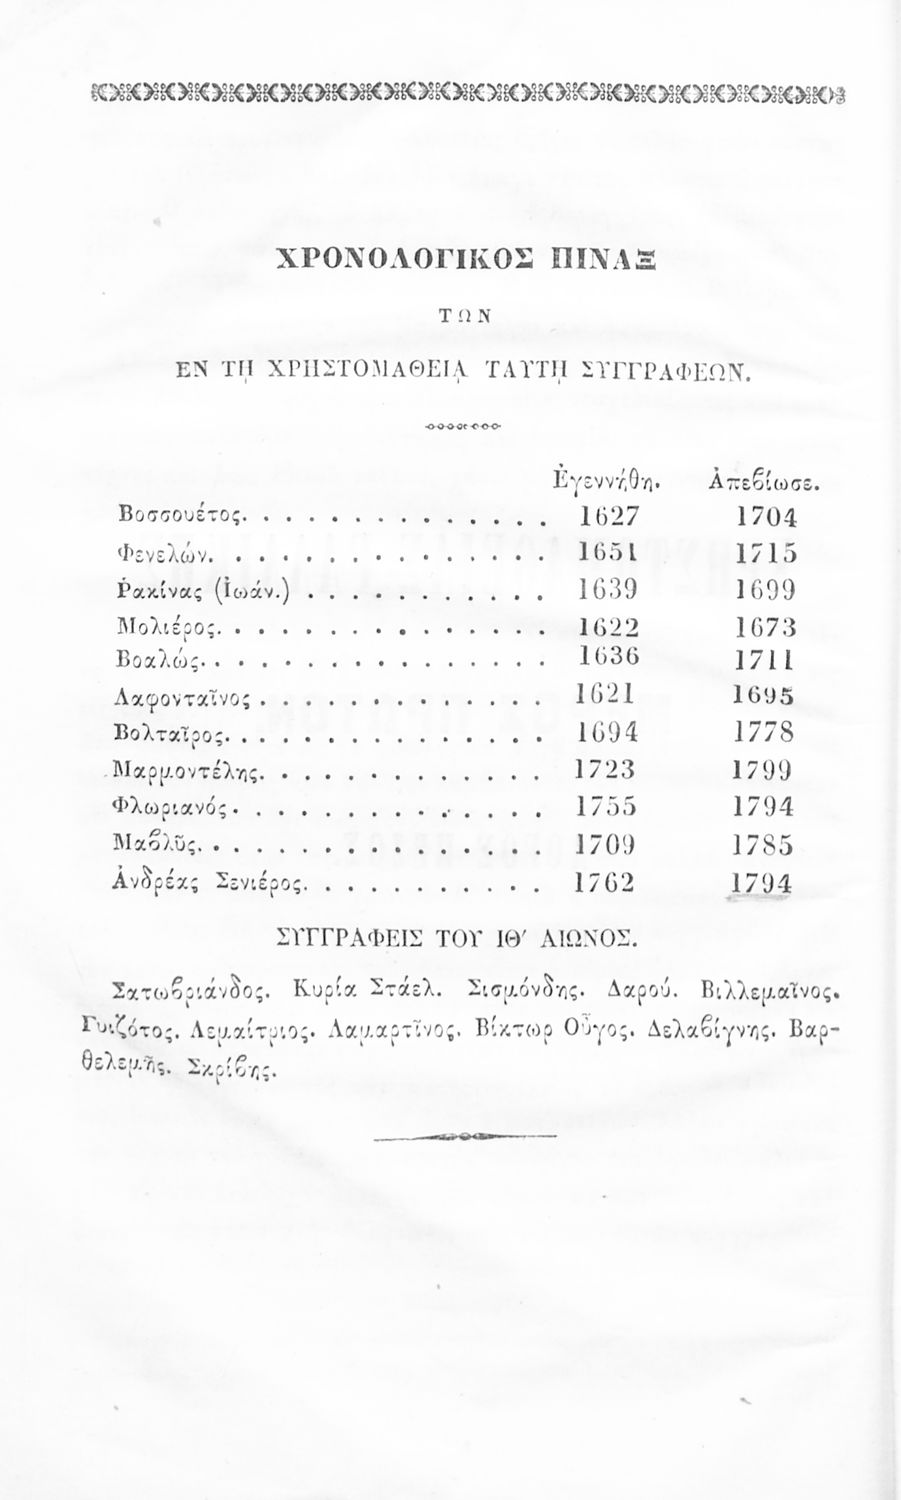 ΧΡΟΝΟΛΟΓΙΚΟΣ ΠΙΝΑΞ
ΤΩΝ
ΕΝ ΤΗ ΧΡΗΣΤΟΜΑΘΕΙᾼ ΤΑΥΤῌ ΣΥΓΓΡΑΦΕΩΝ.
Ἐγεννήθη. Ἀπεβίωσε.
Βοσσουέτος. . . . . . . . . . . . . . . 1627 1704
Φενελών. . . . . . . . . . . . . . . . 1651 1715
Ῥακίνας (Ἰωάν.) . . . . . . . . . . . 1639 1699
Μολιέρος. . . . . . . . . . . . . . . 1622 1673
Βοαλώς. . . . . . . . . . . . . . . . 1636 1711
Λαφονταῖνος . . . . . . . . . . . . . 1621 1695
Βολταῖρος. . . . . . . . . . . . . . . 1694 1778
Μαρμοντέλης. . . . . . . . . . . . . 1723 1799
Φλωριανός. . . . . . . . . . . . . . 1755 1794
Μαβλῦς. . . . . . . . . . . . . . . . 1709 1785
Ἀνδρέας Σενιέρος. . . . . . . . . . . 1762 1794
ΣΥΓΓΡΑΦΕΙΣ ΤΟΥ ΙΘ′ ΑΙΩΝΟΣ.
Σατωβριάνδος. Κυρία Στάελ. Σισμόνδης. Δαρού. Βιλλεμαῖνος.
Γυιζότος. Λεμαίτριος. Λαμαρτῖνος. Βίκτωρ Οὖγος. Δελαβίγνης. Βαρ-
θελεμῆς. Σκρίβης.